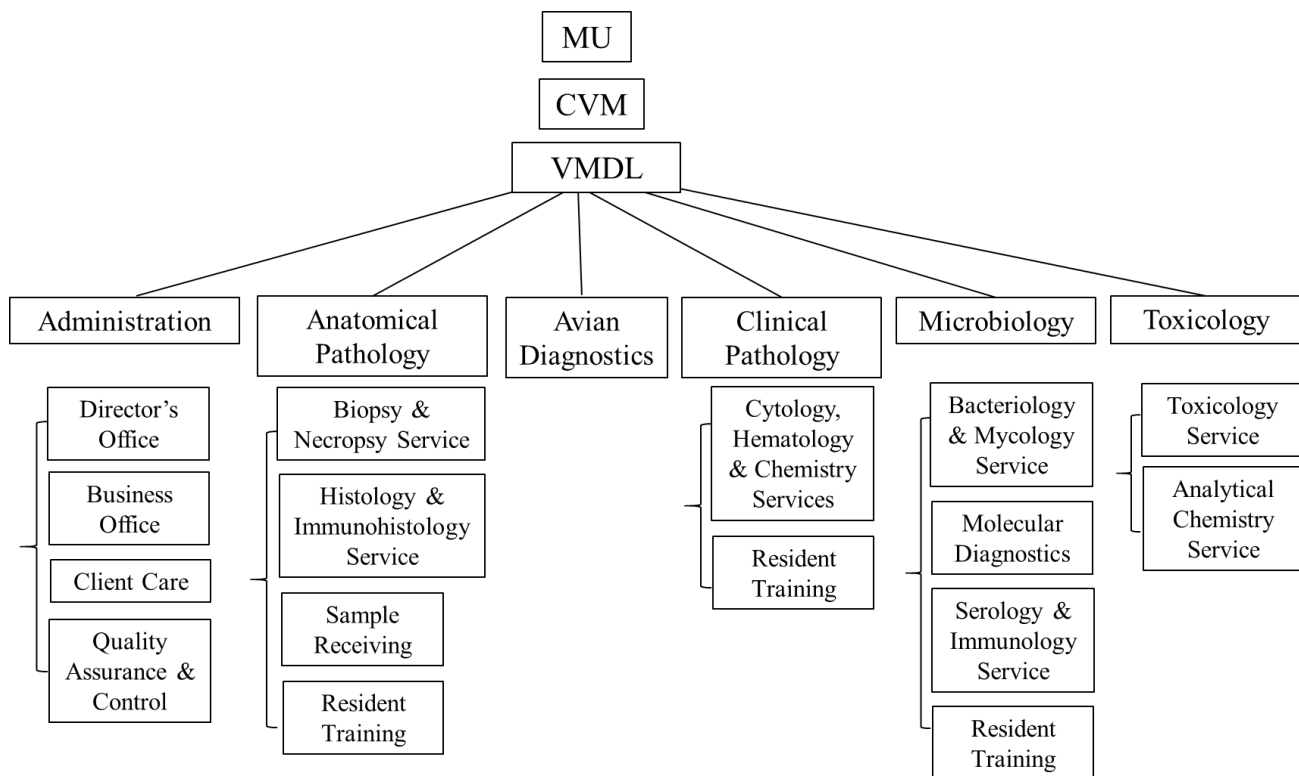 MU
CVM
VMDL
Administration
Anatomical
Pathology
Avian
Diagnostics
Clinical
Pathology
Microbiology
Toxicology
Director's
Office
Business
Office
Client Care
Quality
Assurance &
Control
Biopsy &
Necropsy Service
Histology &
Immunohistology
Service
Sample
Receiving
Resident
Training
Cytology,
Hematology
& Chemistry
Services
Resident
Training
Bacteriology
& Mycology
Service
Molecular
Diagnostics
Serology &
Immunology
Service
Resident
Training
Toxicology
Service
Analytical
Chemistry
Service